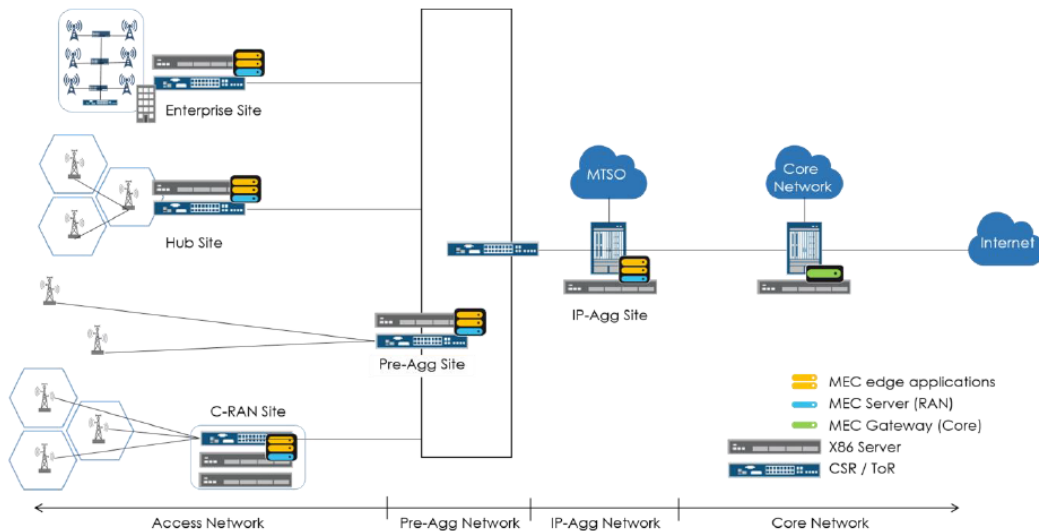 Enterprise Site
Hub Site
Pre-Agg Site
C-RAN Site
MTSO
IP-Agg Site
Core
Network
Internet
MEC edge applications
MEC Server (RAN)
MEC Gateway (Core)
X86 Server
CSR / ToR
Access Network
Pre-Agg Network
IP-Agg Network
Core Network